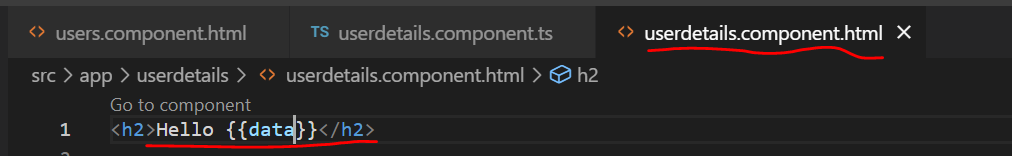 users.component.html TS userdetails.component.ts userdetails.component.html
src > app > userdetails > userdetails.component.html > h2
Go to component
1 <h2>Hello {{data}}</h2>